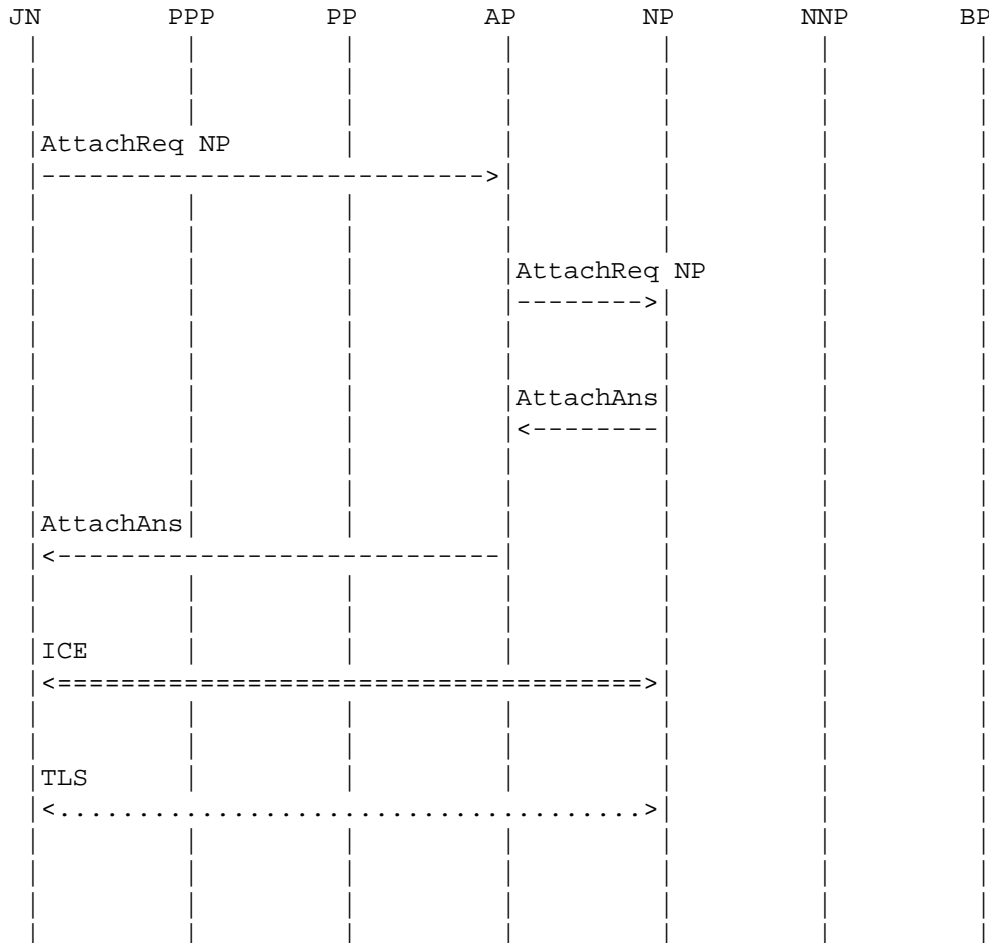 JN PPP PP AP NP NNP BP
AttachReq NP
AttachReq NP
AttachAns
AttachAns
ICE
TLS